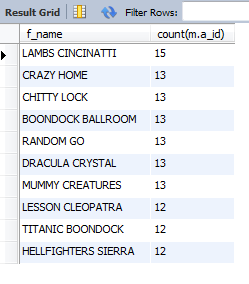 Result Grid Filter Rows:
f_name count(m.a_id)
LAMBS CINCINATTI 15
CRAZY HOME 13
CHITTY LOCK 13
BOONDOCK BALLROOM 13
RANDOM GO 13
DRACULA CRYSTAL 13
MUMMY CREATURES 13
LESSON CLEOPATRA 12
TITANIC BOONDOCK 12
HELLFIGHTERS SIERRA 12